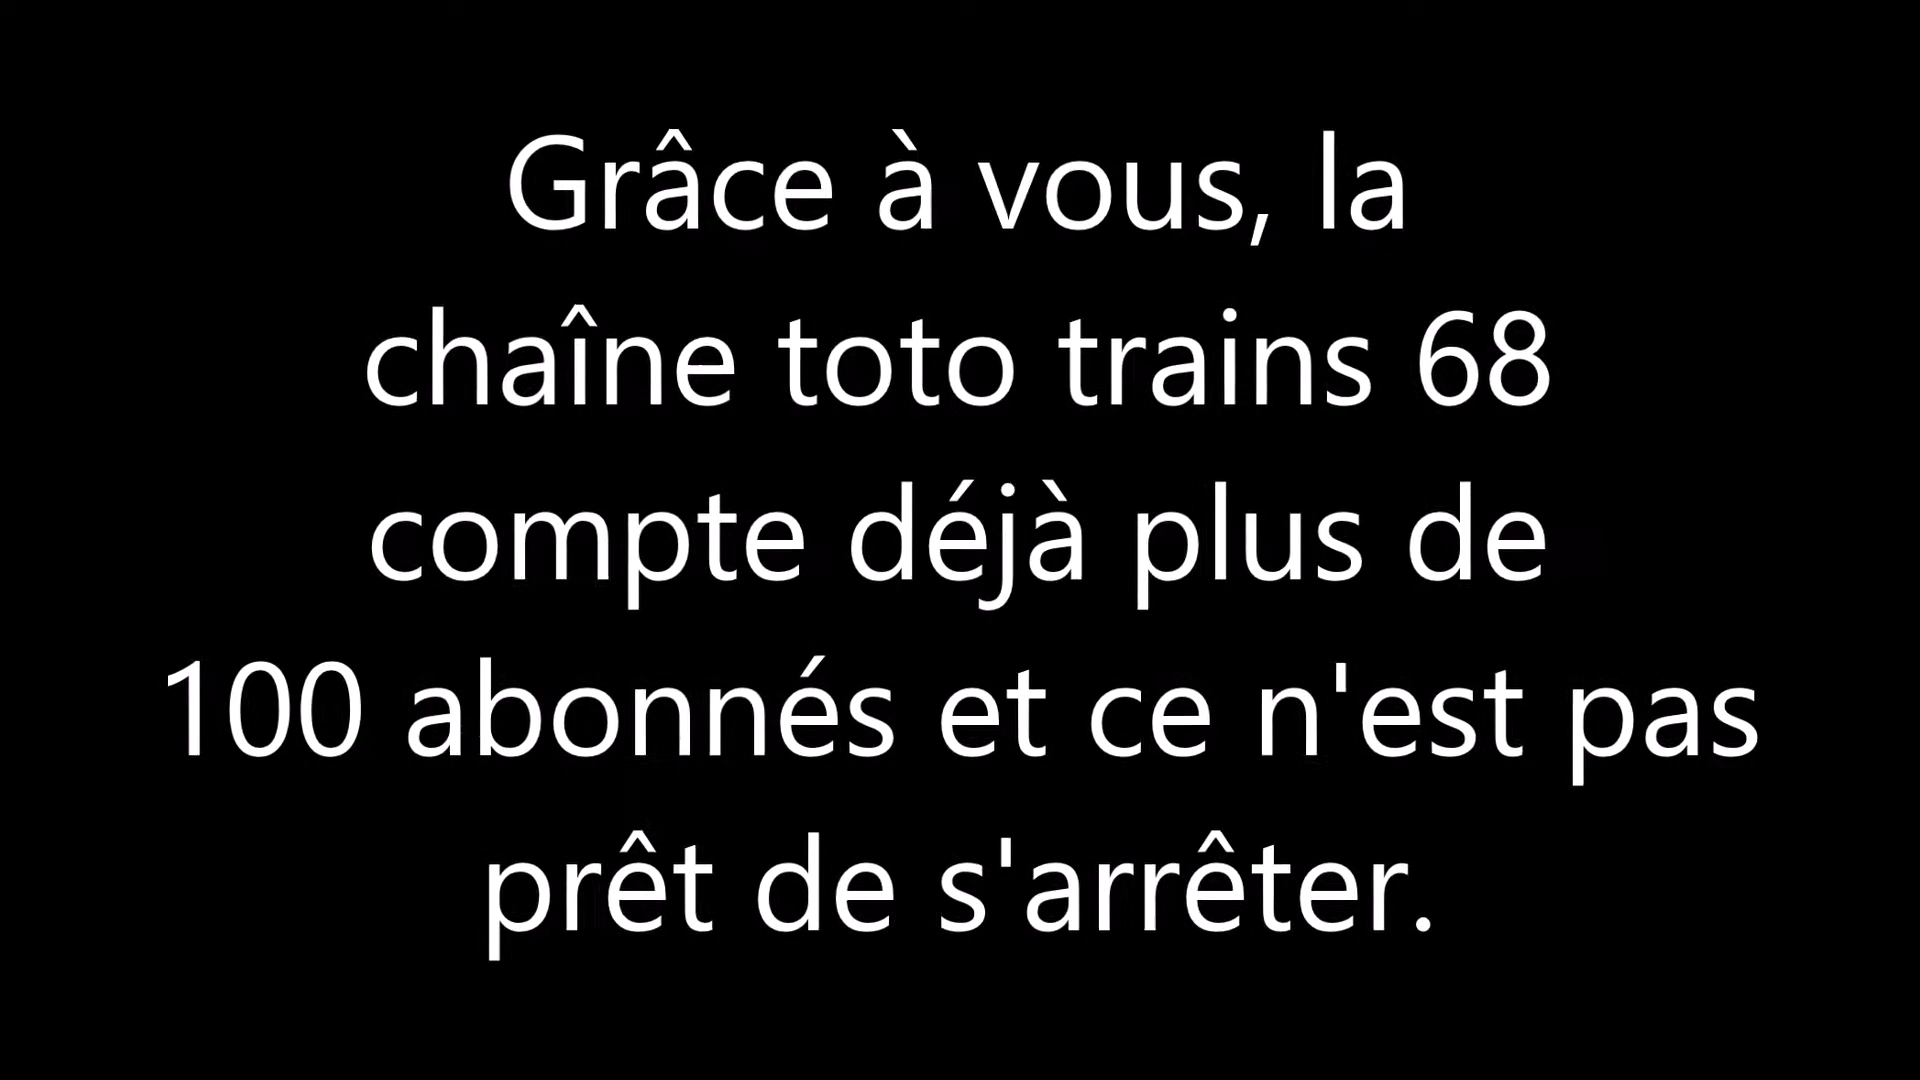 Grâce à vous, la
chaîne toto trains 68
compte déjà plus de
100 abonnés et ce n'est pas
prêt de s'arrêter.